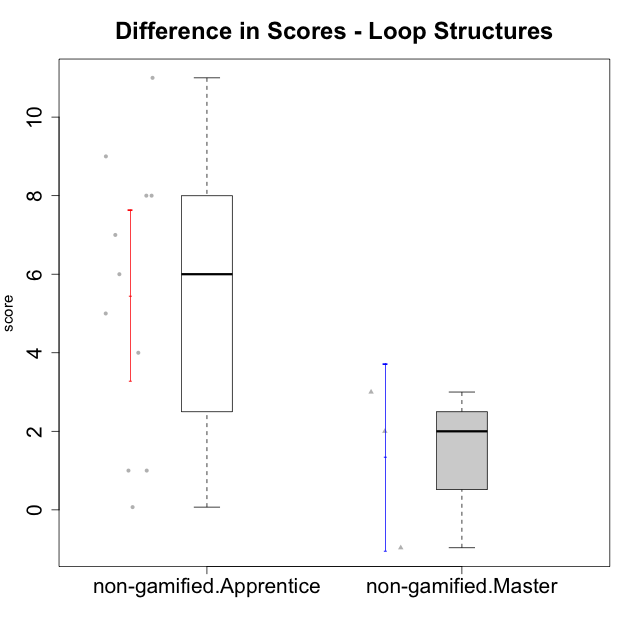 Difference in Scores - Loop Structures
score
10
8
6
4
2
0
non-gamified.Apprentice
non-gamified.Master